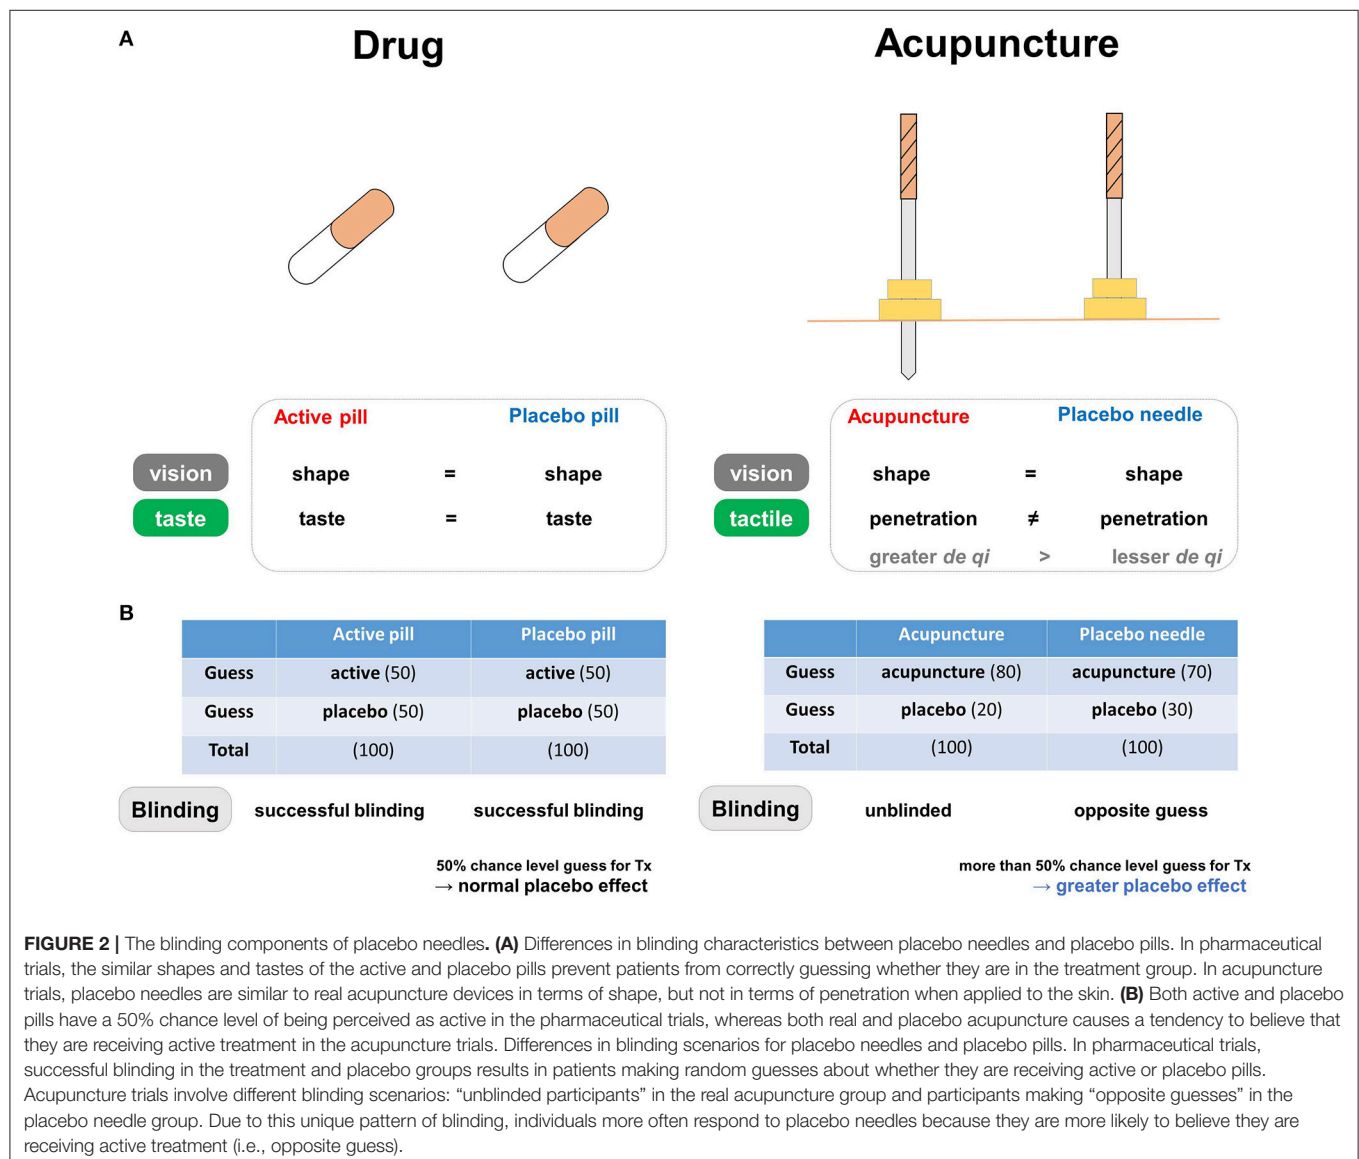 A
Drug
Acupuncture
Active pill Placebo pill
vision shape = shape
taste taste = taste
Acupuncture Placebo needle
vision shape = shape
tactile penetration ≠ penetration
greater de qi > lesser de qi
B
Active pill Placebo pill
Guess active (50) active (50)
Guess placebo (50) placebo (50)
Total (100) (100)
Blinding successful blinding successful blinding
50% chance level guess for Tx
→ normal placebo effect
Acupuncture Placebo needle
Guess acupuncture (80) acupuncture (70)
Guess placebo (20) placebo (30)
Total (100) (100)
Blinding unblinded opposite guess
more than 50% chance level guess for Tx
→ greater placebo effect
FIGURE 2 | The blinding components of placebo needles. (A) Differences in blinding characteristics between placebo needles and placebo pills. In pharmaceutical
trials, the similar shapes and tastes of the active and placebo pills prevent patients from correctly guessing whether they are in the treatment group. In acupuncture
trials, placebo needles are similar to real acupuncture devices in terms of shape, but not in terms of penetration when applied to the skin. (B) Both active and placebo
pills have a 50% chance level of being perceived as active in the pharmaceutical trials, whereas both real and placebo acupuncture causes a tendency to believe that
they are receiving active treatment in the acupuncture trials. Differences in blinding scenarios for placebo needles and placebo pills. In pharmaceutical trials,
successful blinding in the treatment and placebo groups results in patients making random guesses about whether they are receiving active or placebo pills.
Acupuncture trials involve different blinding scenarios: “unblinded participants” in the real acupuncture group and participants making “opposite guesses” in the
placebo needle group. Due to this unique pattern of blinding, individuals more often respond to placebo needles because they are more likely to believe they are
receiving active treatment (i.e., opposite guess).